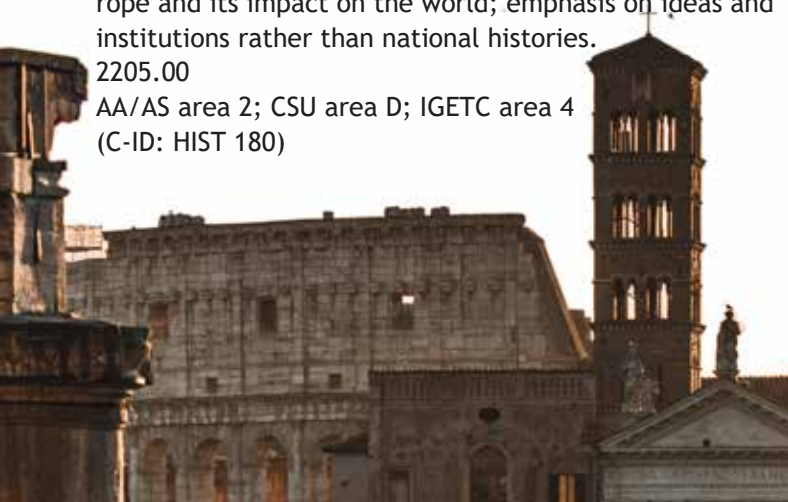 rope and its impact on the world; emphasis on ideas and
institutions rather than national histories.
2205.00
AA/AS area 2; CSU area D; IGETC area 4
(C-ID: HIST 180)